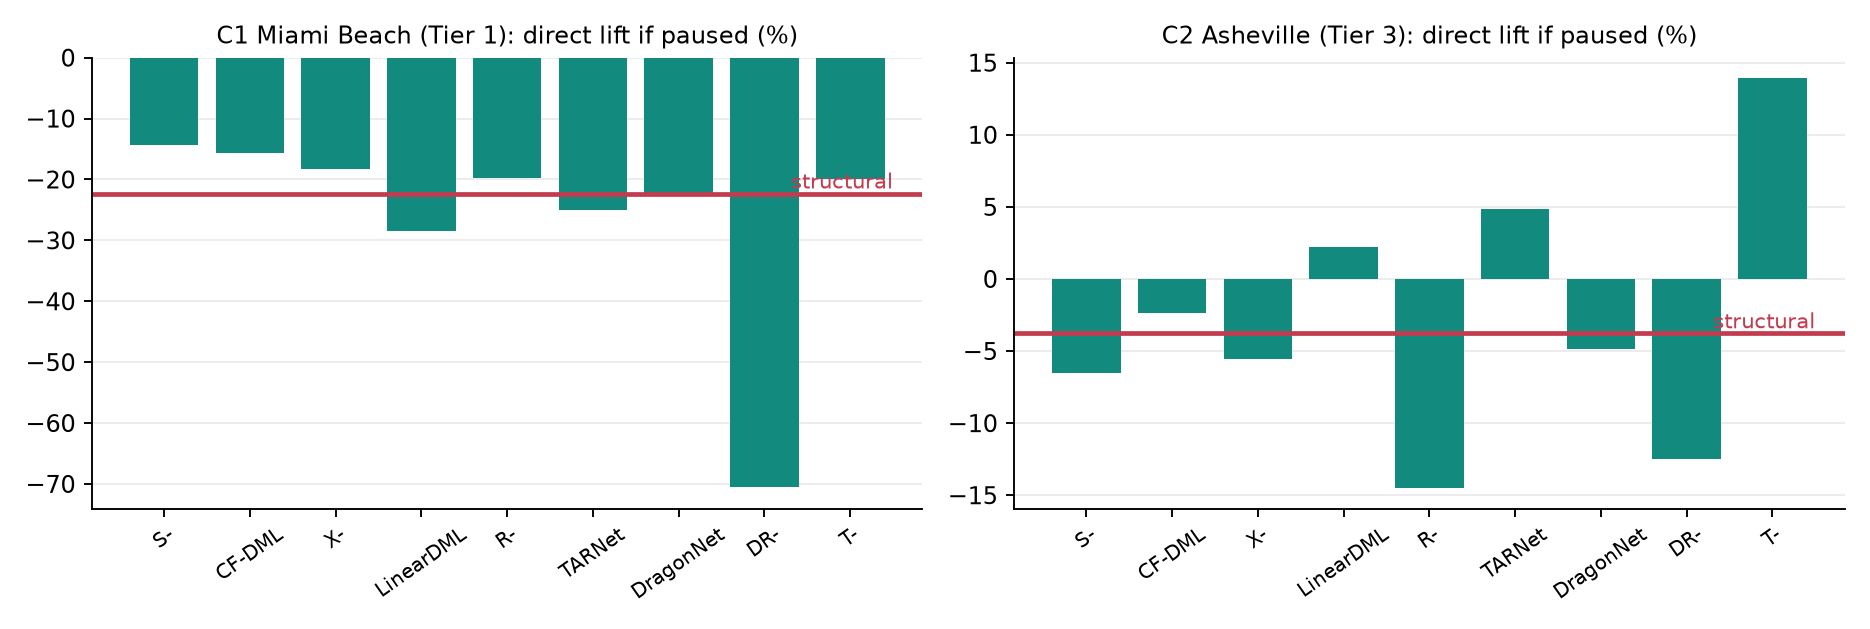 C1 Miami Beach (Tier 1): direct lift if paused (%)
0
−10
−20
−30
−40
−50
−60
−70
structural
S-
CF-DML
X-
LinearDML
R-
TARNet
DragonNet
DR-
T-
C2 Asheville (Tier 3): direct lift if paused (%)
15
10
5
0
−5
−10
−15
structural
S-
CF-DML
X-
LinearDML
R-
TARNet
DragonNet
DR-
T-